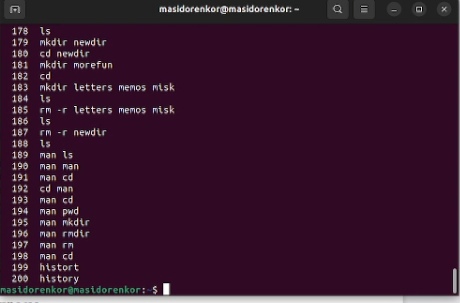 masidorenkor@masidorenkor: ~
178 ls
179 mkdir newdir
180 cd newdir
181 mkdir morefun
182 cd
183 mkdir letters memos misk
184 ls
185 rm -r letters memos misk
186 ls
187 rm -r newdir
188 ls
189 man ls
190 man man
191 man cd
192 cd man
193 man cd
194 man pwd
195 man mkdir
196 man rmdir
197 man rm
198 man cd
199 histort
200 history
masidorenkor@masidorenkor:~$